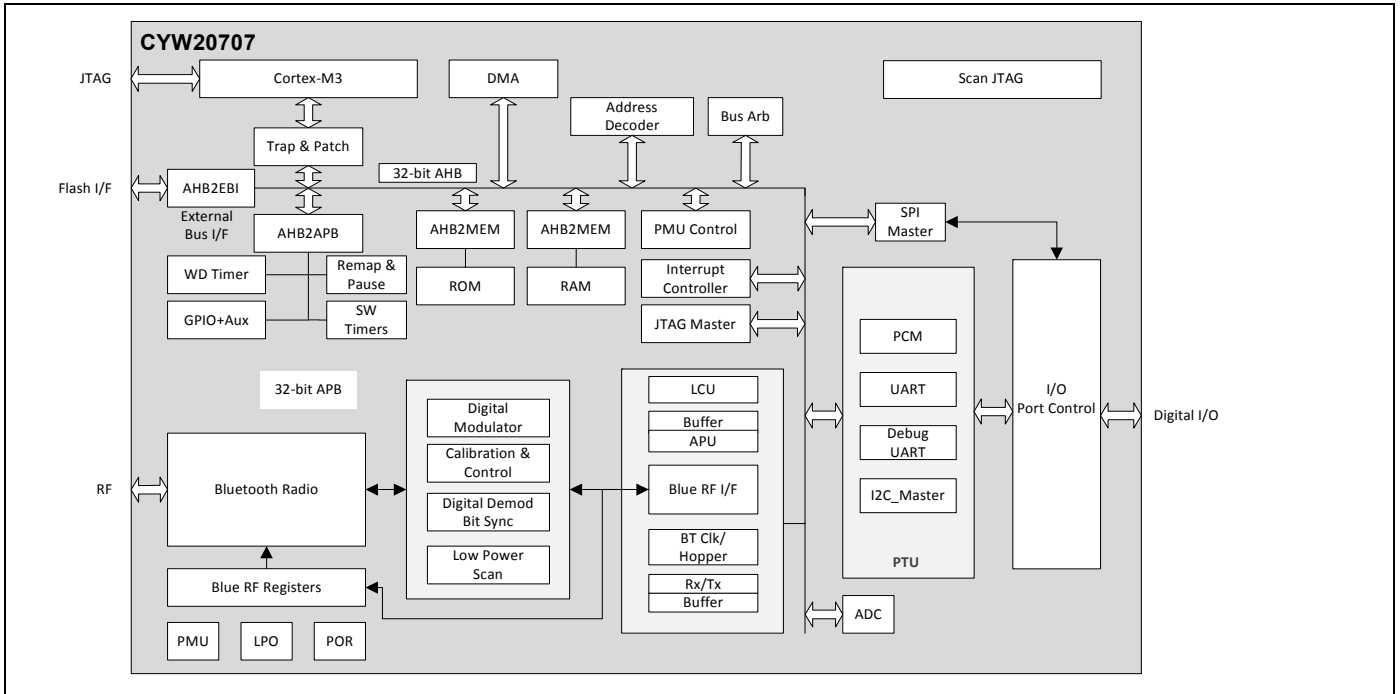 CYW20707
JTAG
Cortex-M3
DMA
Scan JTAG
Address
Decoder
Bus Arb
Trap & Patch
32-bit AHB
Flash I/F
AHB2EBI
External
Bus I/F
AHB2APB
AHB2MEM
AHB2MEM
PMU Control
SPI
Master
WD Timer
Remap &
Pause
ROM
RAM
Interrupt
Controller
GPIO+Aux
SW
Timers
JTAG Master
PCM
32-bit APB
LCU
UART
I/O
Port Control
Digital I/O
Digital
Modulator
Buffer
APU
Debug
UART
Calibration &
Control
RF
Bluetooth Radio
Blue RF I/F
I2C_Master
Digital Demod
Bit Sync
BT Clk/
Hopper
Low Power
Scan
PTU
Blue RF Registers
Rx/Tx
Buffer
ADC
PMU
LPO
POR